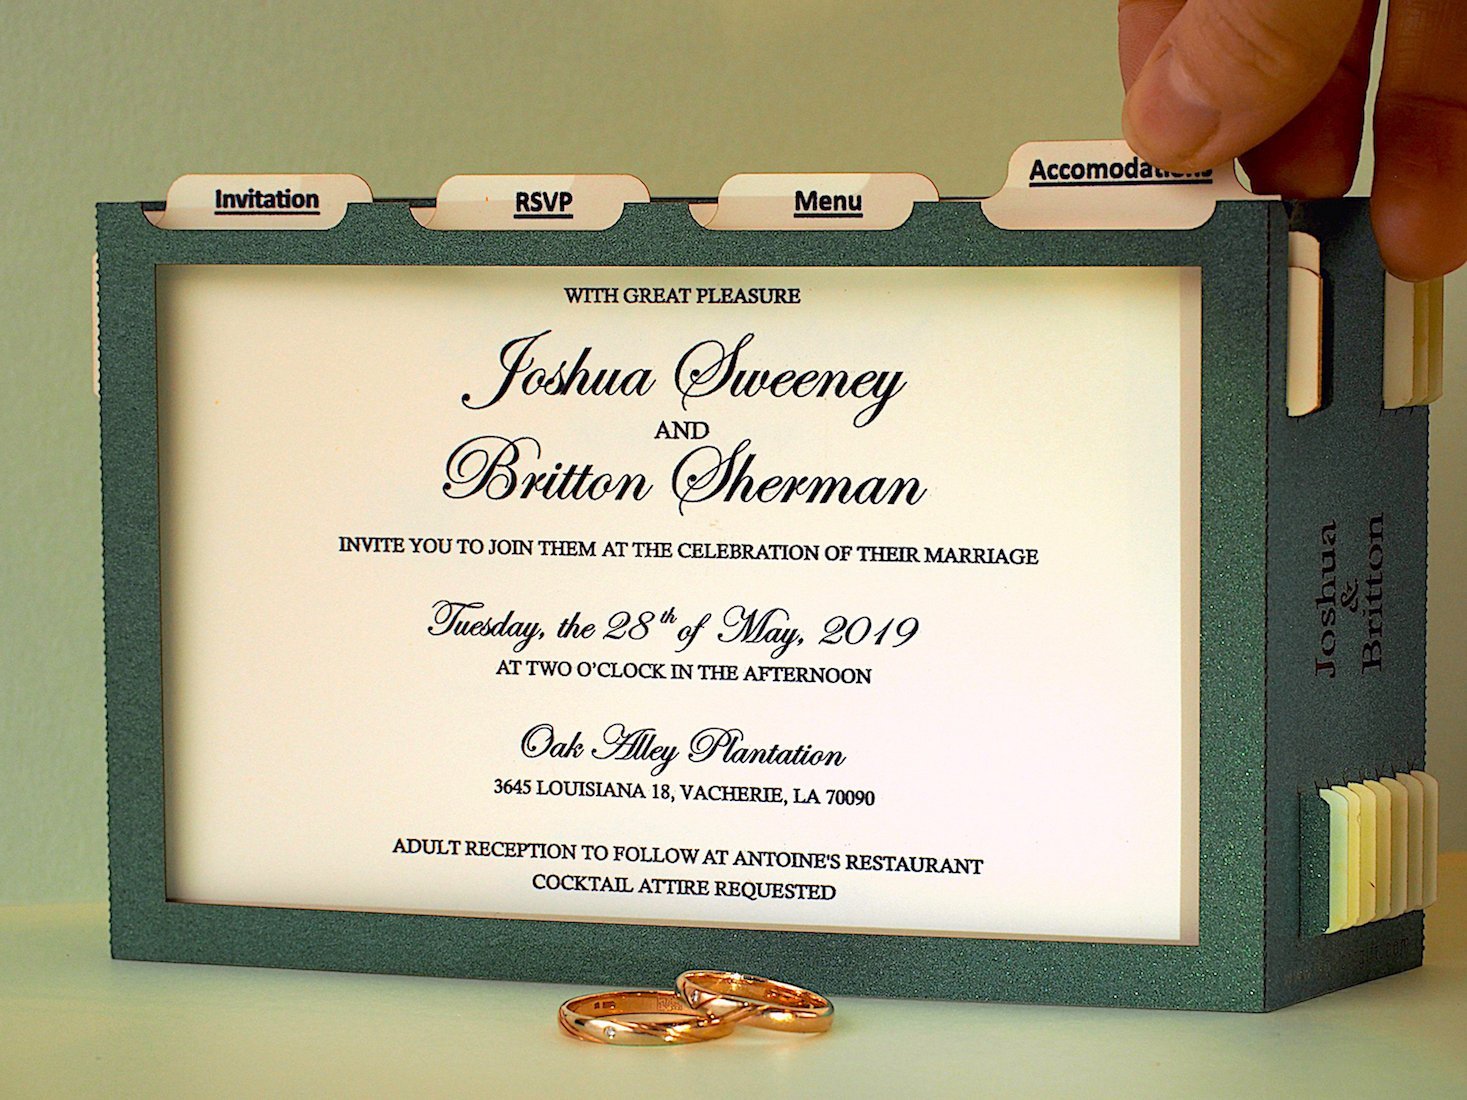 Invitation
RSVP
Menu
Accomodations
WITH GREAT PLEASURE
Joshua Sweeney
AND
Britton Sherman
INVITE YOU TO JOIN THEM AT THE CELEBRATION OF THEIR MARRIAGE
Tuesday, the 28th of May, 2019
AT TWO O'CLOCK IN THE AFTERNOON
Oak Alley Plantation
3645 LOUISIANA 18, VACHERIE, LA 70090
ADULT RECEPTION TO FOLLOW AT ANTOINE'S RESTAURANT
COCKTAIL ATTIRE REQUESTED
Joshua
&
Britton